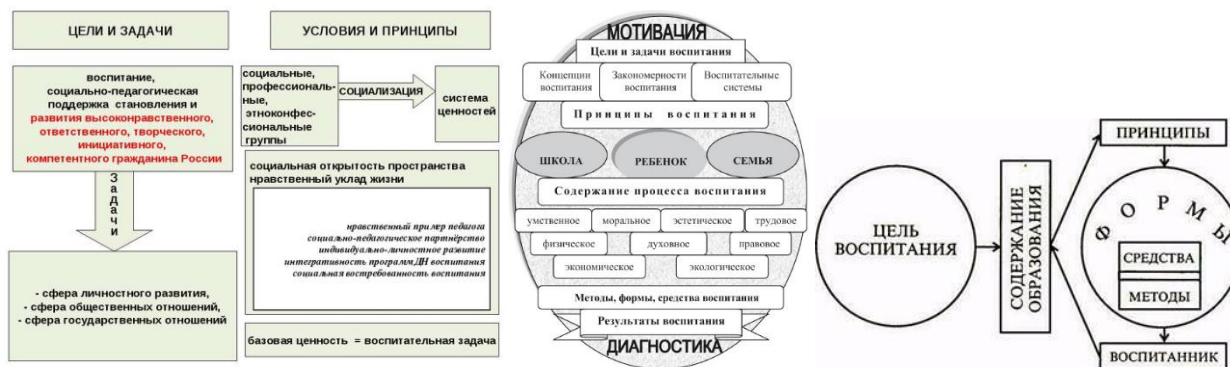 ЦЕЛИ И ЗАДАЧИ
воспитание,
социально-педагогическая
поддержка становления и
развития высоконравственного,
ответственного, творческого,
инициативного,
компетентного гражданина России
Задачи
- сфера личностного развития,
- сфера общественных отношений,
- сфера государственных отношений
УСЛОВИЯ И ПРИНЦИПЫ
социальные,
профессиональ-
ные,
этноконфес-
сиональные
группы
СОЦИАЛИЗАЦИЯ
система
ценностей
социальная открытость пространства
нравственный уклад жизни
нравственный пример педагога
социально-педагогическое партнёрство
индивидуально-личностное развитие
интегративность программ ДН воспитания
социальная востребованность воспитания
базовая ценность = воспитательная задача
МОТИВАЦИЯ
Цели и задачи воспитания
Концепции
воспитания
Закономерности
воспитания
Воспитательные
системы
Принципы воспитания
ШКОЛА
РЕБЕНОК
СЕМЬЯ
Содержание процесса воспитания
умственное
моральное
эстетическое
трудовое
физическое
духовное
правовое
экономическое
экологическое
Методы, формы, средства воспитания
Результаты воспитания
ДИАГНОСТИКА
ЦЕЛЬ
ВОСПИТАНИЯ
СОДЕРЖАНИЕ
ОБРАЗОВАНИЯ
ПРИНЦИПЫ
ФОРМЫ
СРЕДСТВА
МЕТОДЫ
ВОСПИТАННИК